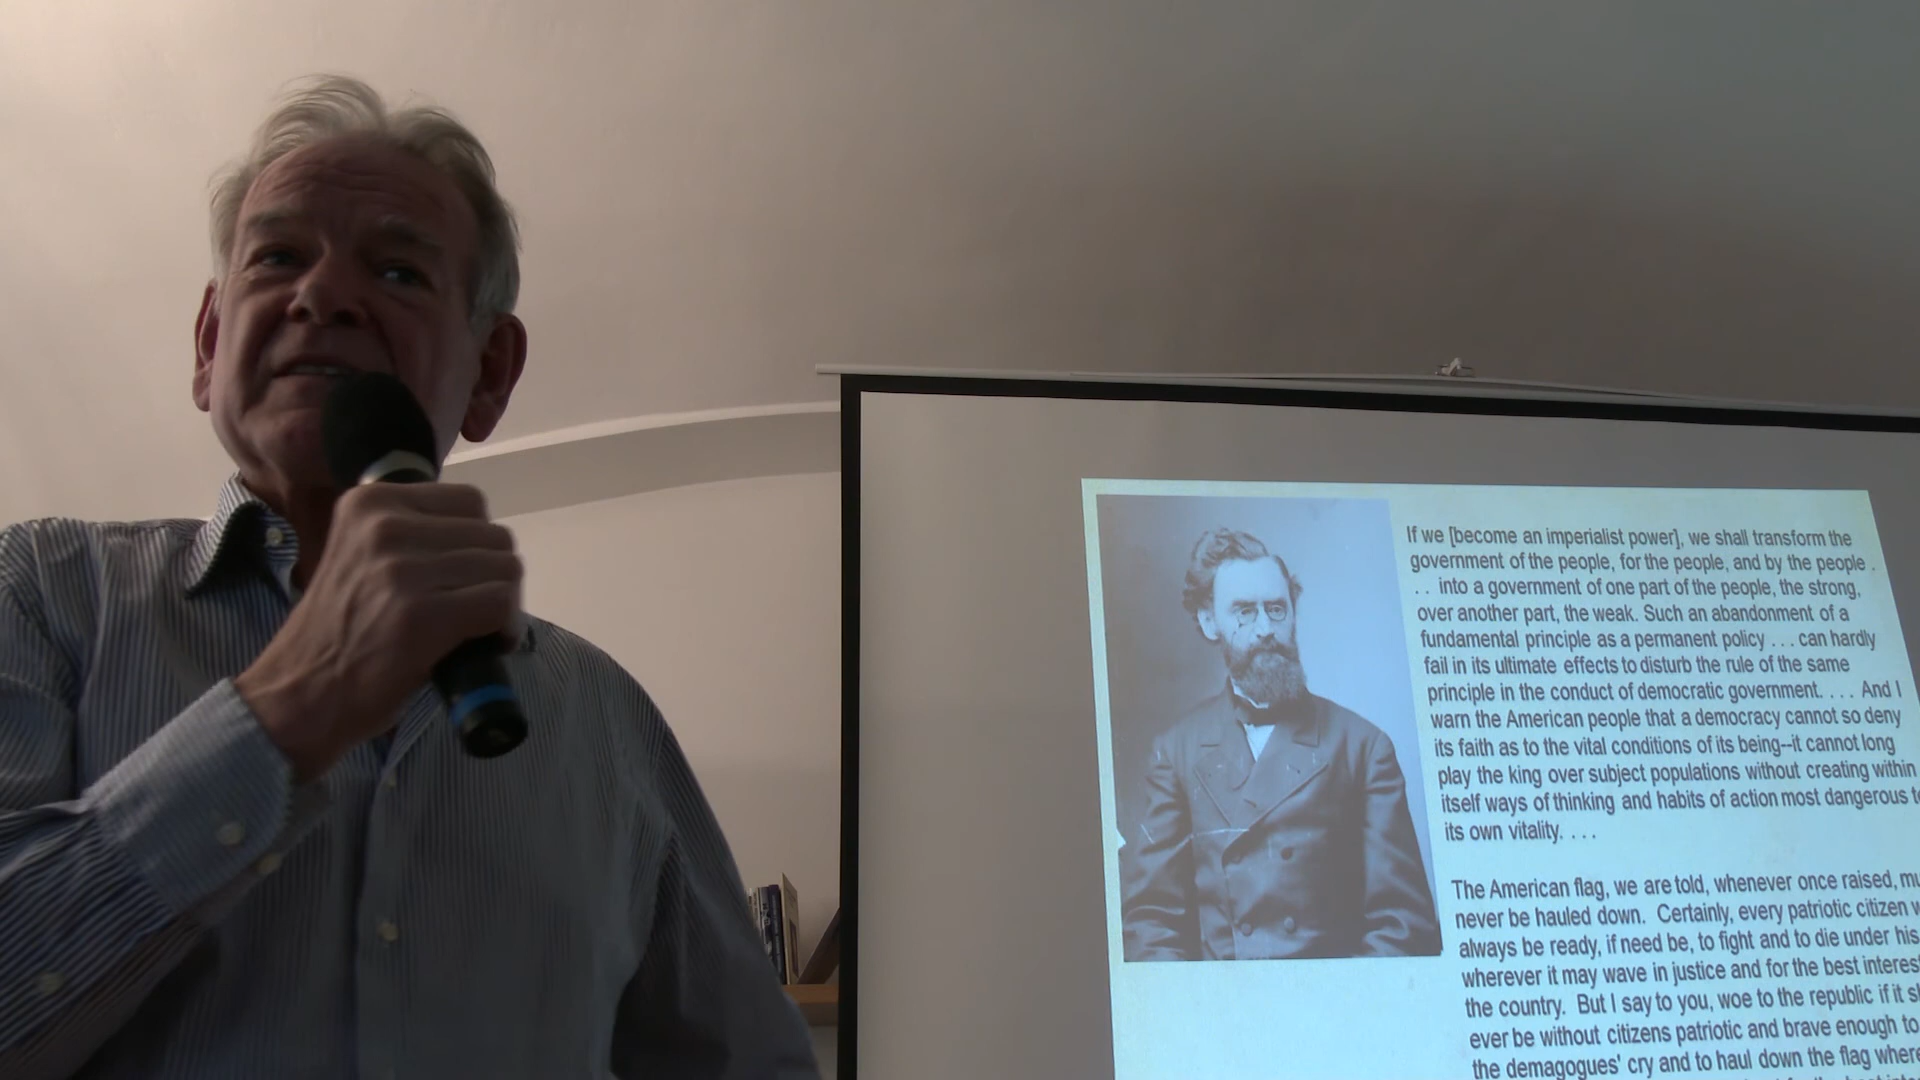 If we [become an imperialist power], we shall transform the
government of the people, for the people, and by the people .
. . into a government of one part of the people, the strong,
over another part, the weak. Such an abandonment of a
fundamental principle as a permanent policy . . . can hardly
fail in its ultimate effects to disturb the rule of the same
principle in the conduct of democratic government. . . . And I
warn the American people that a democracy cannot so deny
its faith as to the vital conditions of its being--it cannot long
play the king over subject populations without creating within
itself ways of thinking and habits of action most dangerous
its own vitality. . . .
The American flag, we are told, whenever once raised,
never be hauled down. Certainly, every patriotic citizen
always be ready, if need be, to fight and to die under his
wherever it may wave in justice and for the best
the country. But I say to you, woe to the republic if it
ever be without citizens patriotic and brave enough to
the demagogues' cry and to haul down the flag